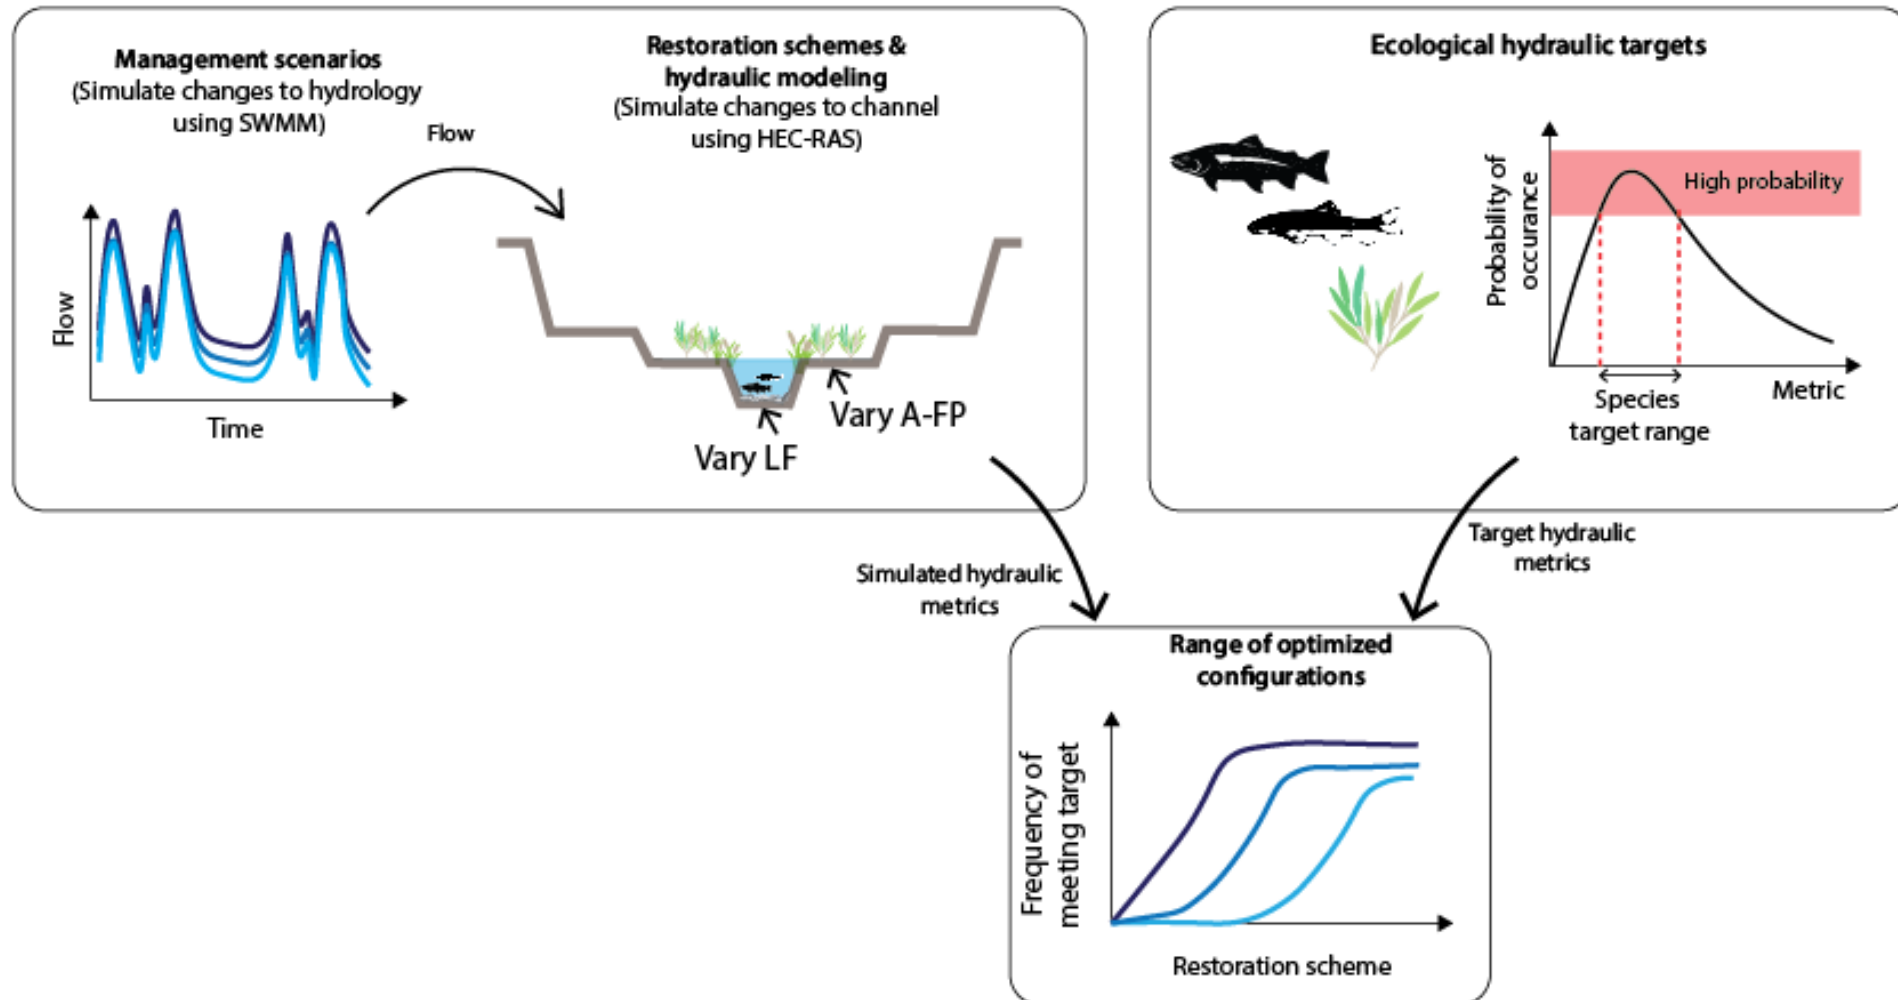 Management scenarios
(Simulate changes to hydrology
using SWMM)
Flow
Restoration schemes &
hydraulic modeling
(Simulate changes to channel
using HEC-RAS)
Flow
Time
Vary A-FP
Vary LF
Ecological hydraulic targets
Probability of
occurance
High probability
Metric
Species
target range
Simulated hydraulic
metrics
Target hydraulic
metrics
Range of optimized
configurations
Frequency of
meeting target
Restoration scheme